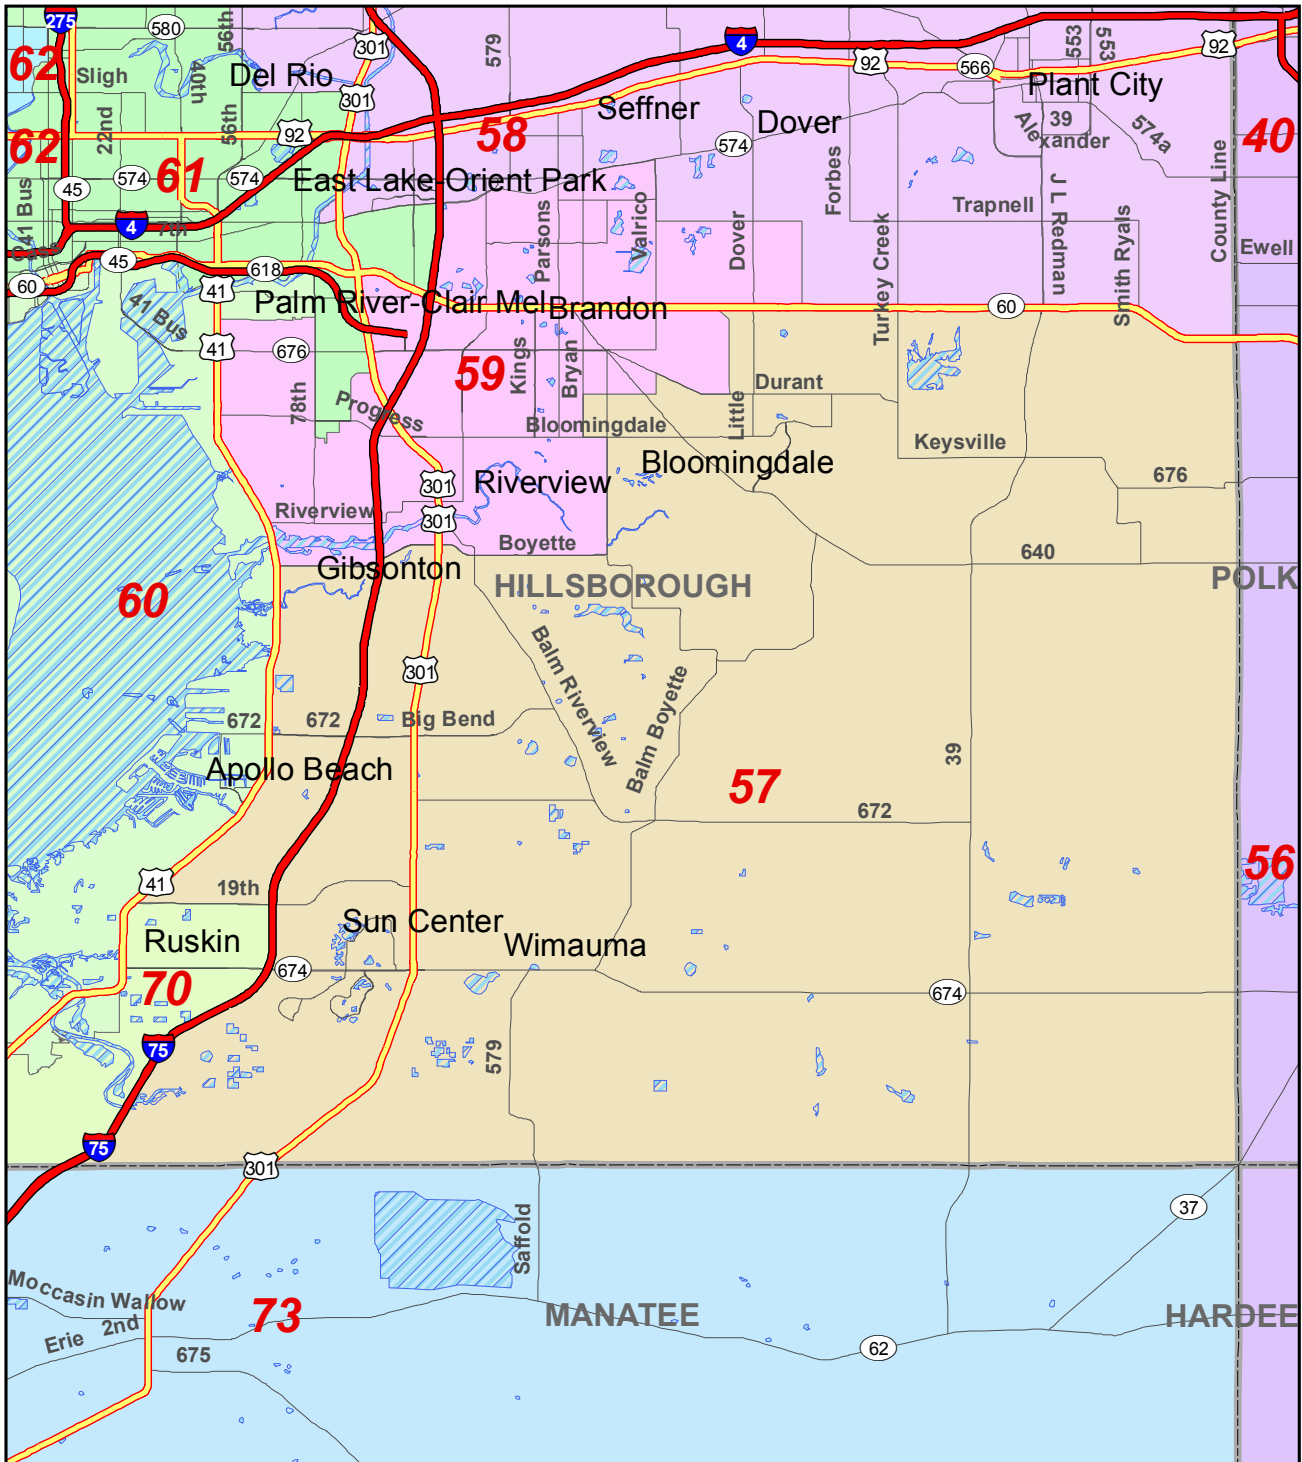 275
580
56th
301
579
4
92
566
553
553
92
62
Sligh
40th
Del Rio
301
Seffner
Dover
Plant City
62
22nd
56th
92
58
574
39
Alexander
574a
40
45
574
61
574
East Lake-Orient Park
Forbes
41 Bus
4
7th
Parsons
Valrico
Dover
Turkey Creek
Trapnell
J L Redman
Smith Ryals
County Line
Ewell
60
45
618
41
Palm River-Clair Mel
Brandon
60
41 Bus
41
676
78th
59
Kings
Bryan
Durant
Progress
Bloomingdale
Little
Keysville
301
Riverview
Bloomingdale
676
Riverview
301
Boyette
640
Gibsonton
HILLSBOROUGH
POLK
60
301
Balm Riverview
Balm Boyette
672
672
Big Bend
39
Apollo Beach
57
672
41
19th
56
Sun Center
Ruskin
Wimauma
70
674
674
75
579
75
301
37
Saffold
Moccasin Wallow
73
MANATEE
HARDEE
Erie
2nd
675
62